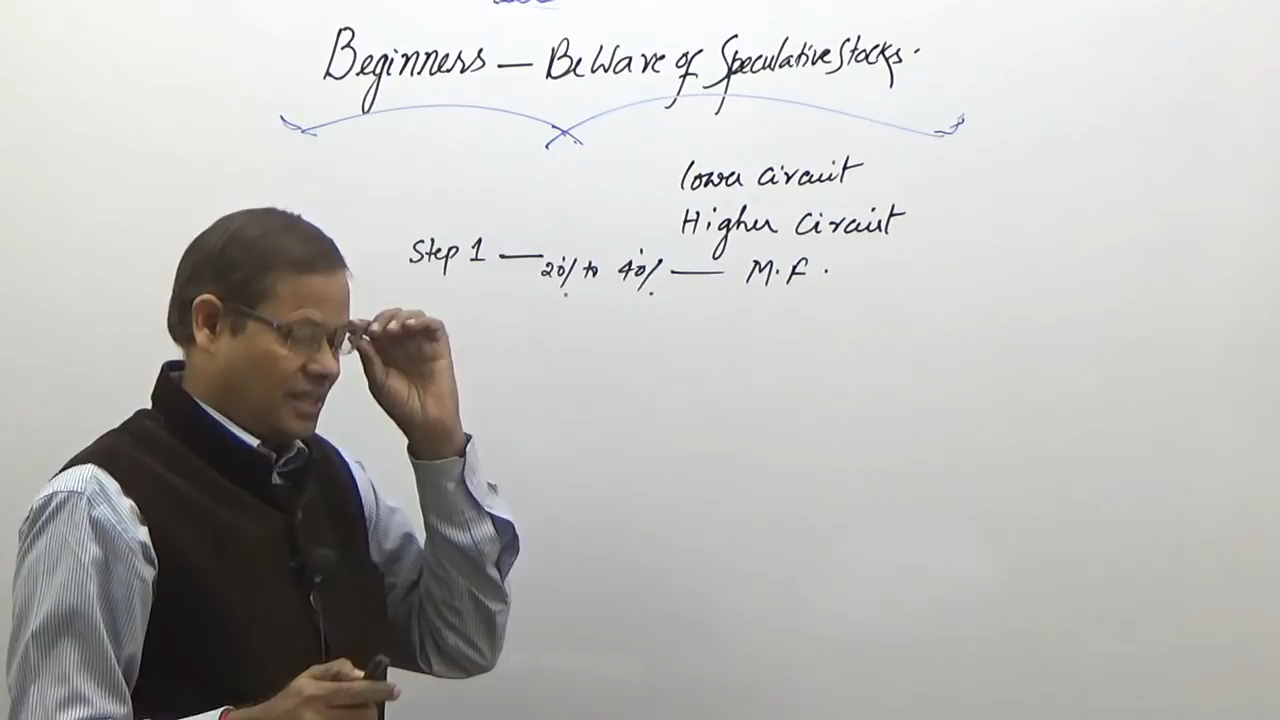 Beginners — BeWare of Speculative Stocks.
lower circuit
Higher Circuit
Step 1 — 20% to 40% — M.F.